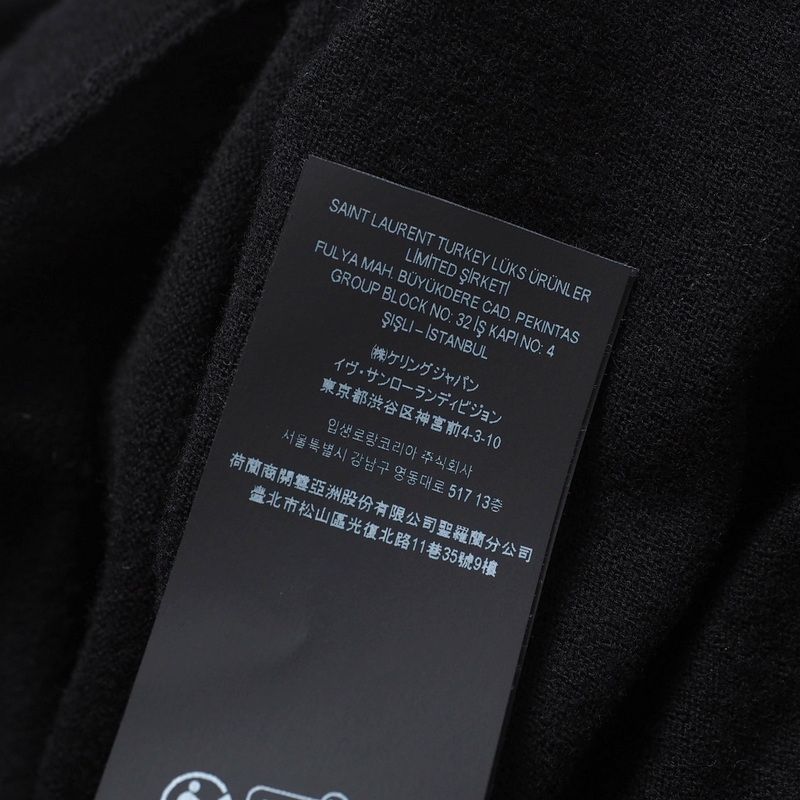 SAINT LAURENT TURKEY LÜKS ÜRÜNLER
LİMİTED ŞİRKETİ
FULYA MAH. BÜYÜKDERE CAD. PEKINTAS
GROUP BLOCK NO: 32 İŞ KAPI NO: 4
ŞIŞLI – İSTANBUL
(株)ケリングジャパン
イヴ・サンローランディビジョン
東京都渋谷区神宮前4-3-10
입생로랑코리아 주식회사
서울특별시 강남구 영동대로 517 13층
荷蘭商開雲亞洲股份有限公司聖羅蘭分公司
臺北市松山區光復北路11巷35號9樓